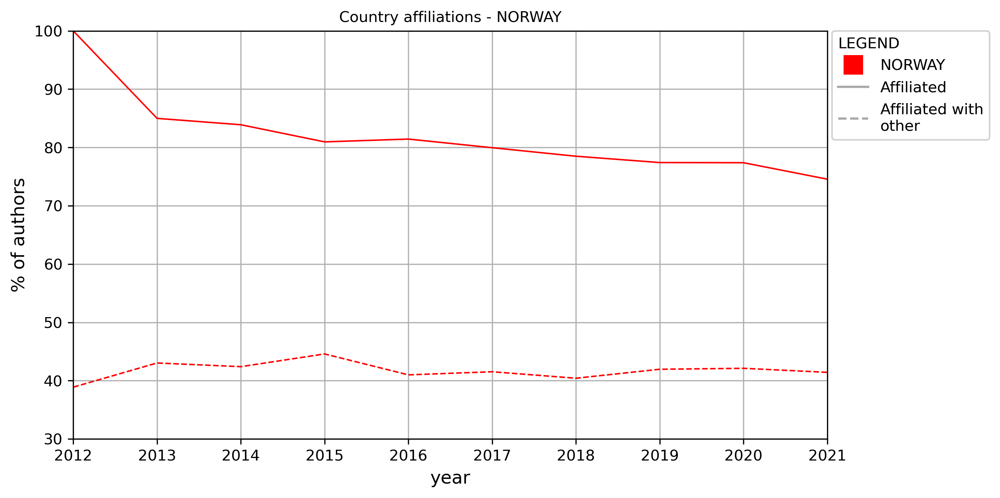 Country affiliations - NORWAY
100
90
80
70
60
50
40
30
% of authors
2012 2013 2014 2015 2016 2017 2018 2019 2020 2021
year
LEGEND
NORWAY
Affiliated
Affiliated with
other